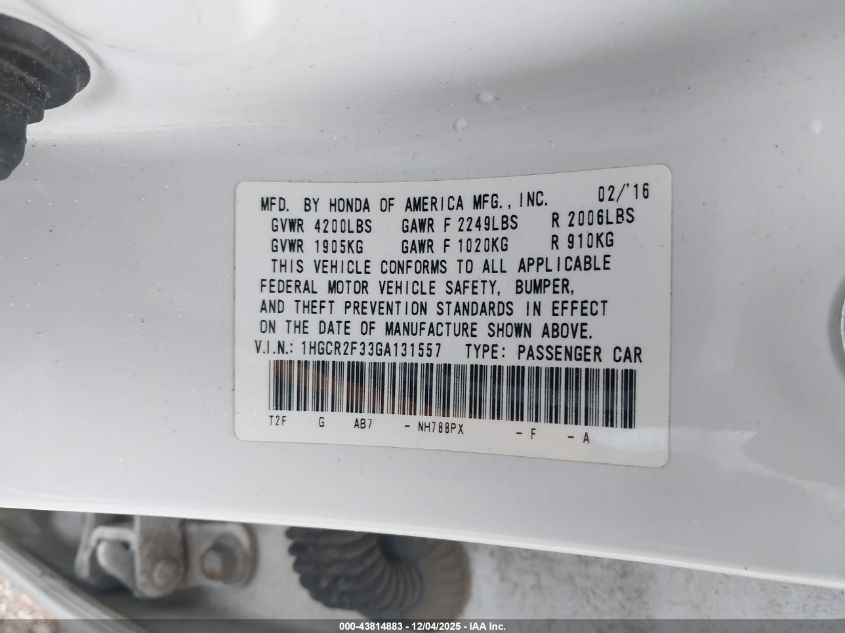 MFD. BY HONDA OF AMERICA MFG., INC. 02/'16
GVWR 4200LBS GAWR F 2249LBS R 2006LBS
GVWR 1905KG GAWR F 1020KG R 910KG
THIS VEHICLE CONFORMS TO ALL APPLICABLE
FEDERAL MOTOR VEHICLE SAFETY, BUMPER,
AND THEFT PREVENTION STANDARDS IN EFFECT
ON THE DATE OF MANUFACTURE SHOWN ABOVE.
V.I.N.: 1HGCR2F33GA131557 TYPE: PASSENGER CAR
T2F G AB7 - NH788PX - F - A
000-43814883 - 12/04/2025 - IAA Inc.